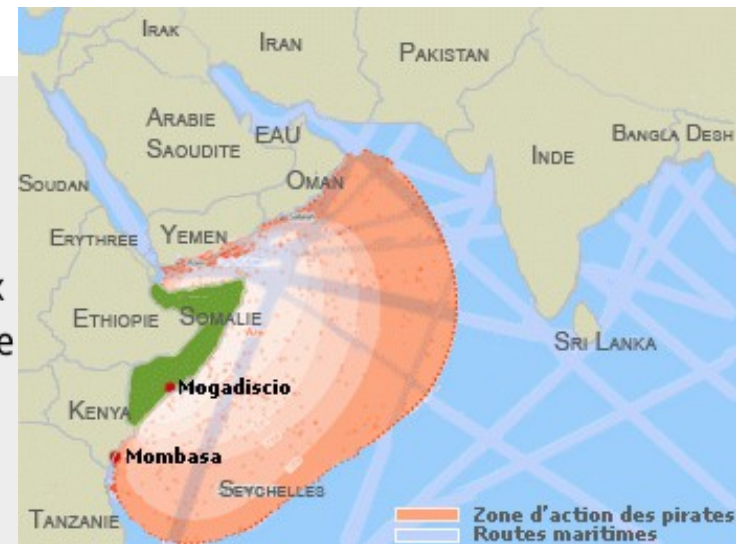 IRAK
IRAN
PAKISTAN
ARABIE
SAOUDITE
EAU
OMAN
INDE
BANGLA DESH
SOUDAN
ERYTHREE
YEMEN
x
ETHIOPIE
SOMALIE
e
SRI LANKA
Mogadiscio
KENYA
Mombasa
SEYCHELLES
TANZANIE
Zone d'action des pirates
Routes maritimes